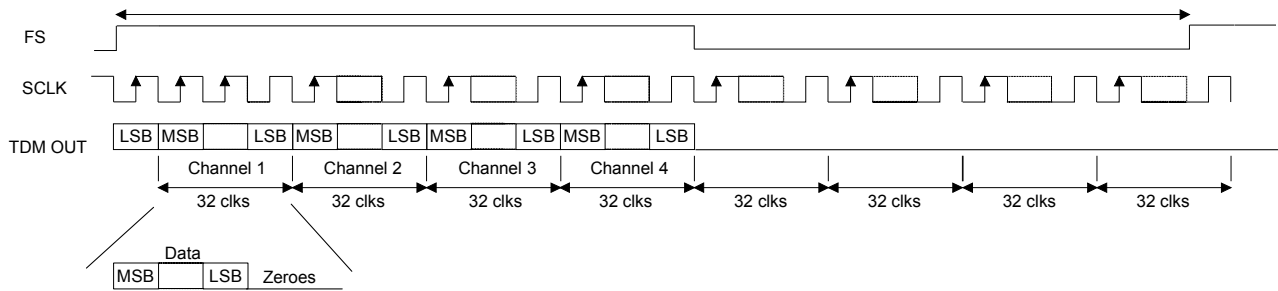 FS
SCLK
TDM OUT LSB MSB LSB MSB LSB MSB LSB MSB LSB
Channel 1 Channel 2 Channel 3 Channel 4
32 clks 32 clks 32 clks 32 clks 32 clks 32 clks 32 clks 32 clks
Data
MSB LSB Zeroes